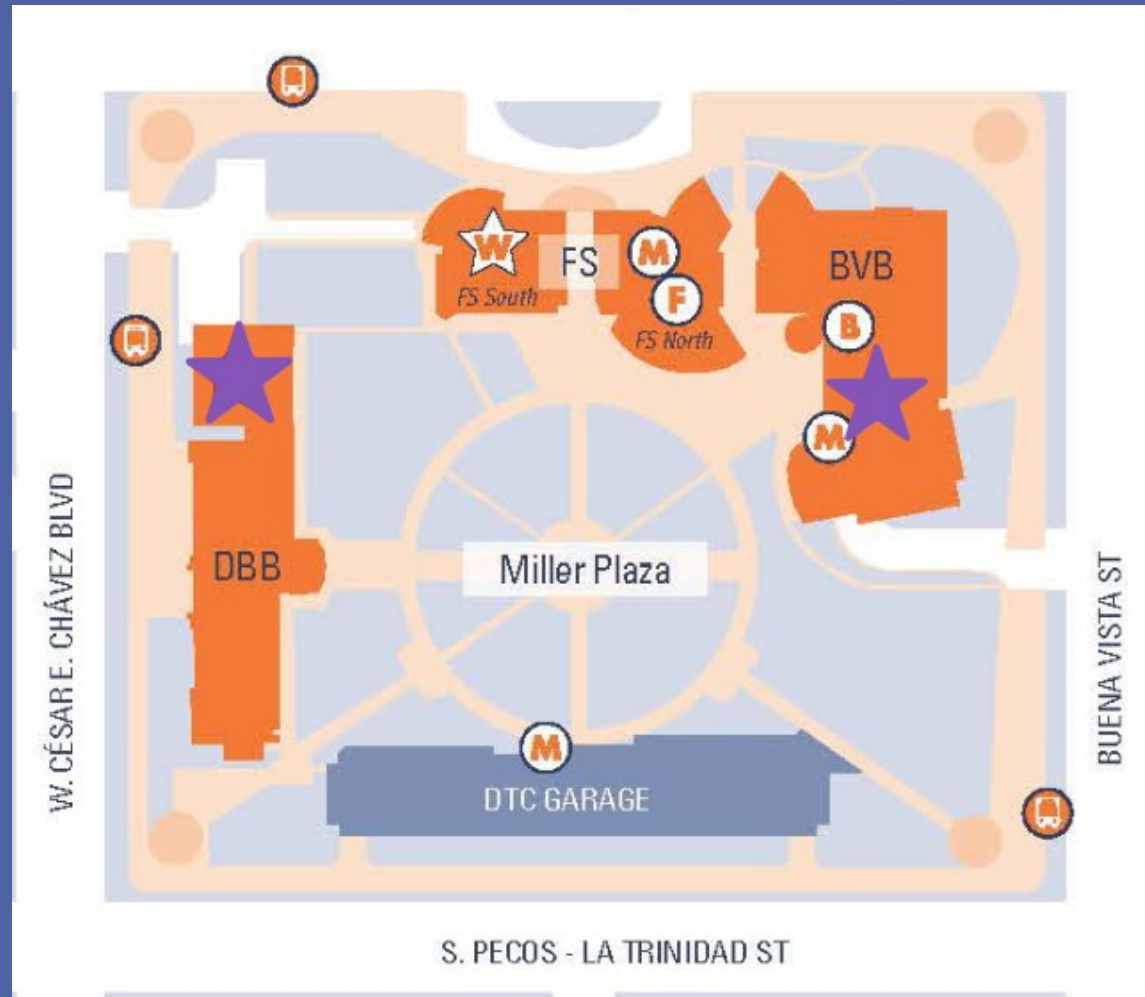 W
FS
M
BVB
FS South
F
FS North
B
M
W. CÉSAR E. CHÁVEZ BLVD
DBB
Miller Plaza
BUENA VISTA ST
M
DTC GARAGE
S. PECOS - LA TRINIDAD ST